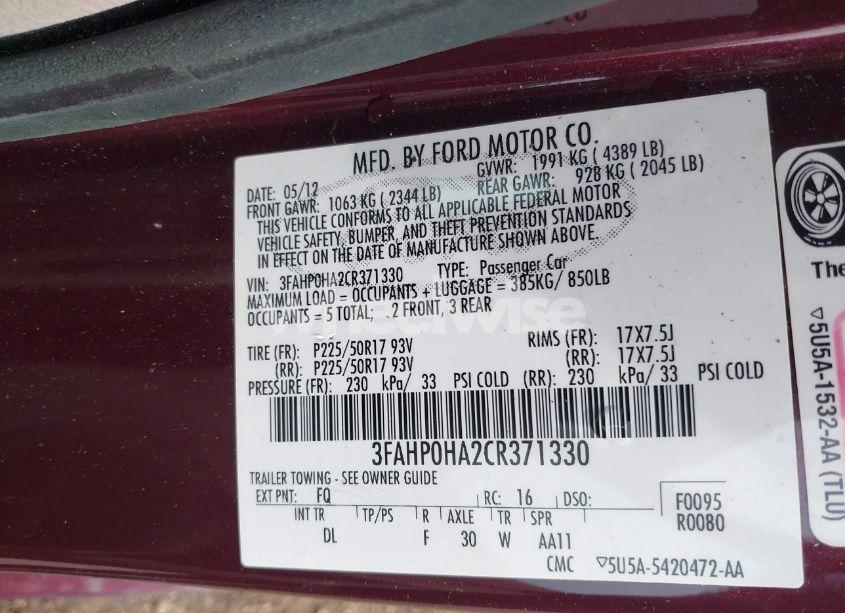 MFD. BY FORD MOTOR CO.
DATE: 05/12 GVWR: 1991 KG ( 4389 LB)
FRONT GAWR: 1063 KG ( 2344 LB) REAR GAWR: 928 KG ( 2045 LB)
THIS VEHICLE CONFORMS TO ALL APPLICABLE FEDERAL MOTOR
VEHICLE SAFETY, BUMPER, AND THEFT PREVENTION STANDARDS
IN EFFECT ON THE DATE OF MANUFACTURE SHOWN ABOVE.
VIN: 3FAHP0HA2CR371330 TYPE: Passenger Car
MAXIMUM LOAD = OCCUPANTS + LUGGAGE = 385KG/ 850LB
OCCUPANTS = 5 TOTAL; 2 FRONT, 3 REAR
wheelwise
TIRE (FR): P225/50R17 93V RIMS (FR): 17X7.5J
(RR): P225/50R17 93V (RR): 17X7.5J
PRESSURE (FR): 230 kPa/ 33 PSI COLD (RR): 230 kPa/ 33 PSI COLD
3FAHP0HA2CR371330
TRAILER TOWING - SEE OWNER GUIDE
EXT PNT: FQ RC: 16 DSO: F0095
R0080
INT TR TP/PS R AXLE TR SPR
DL F 30 W AA11
CMC ▽5U5A-5420472-AA
The
▽5U5A-1532-AA (TLU)